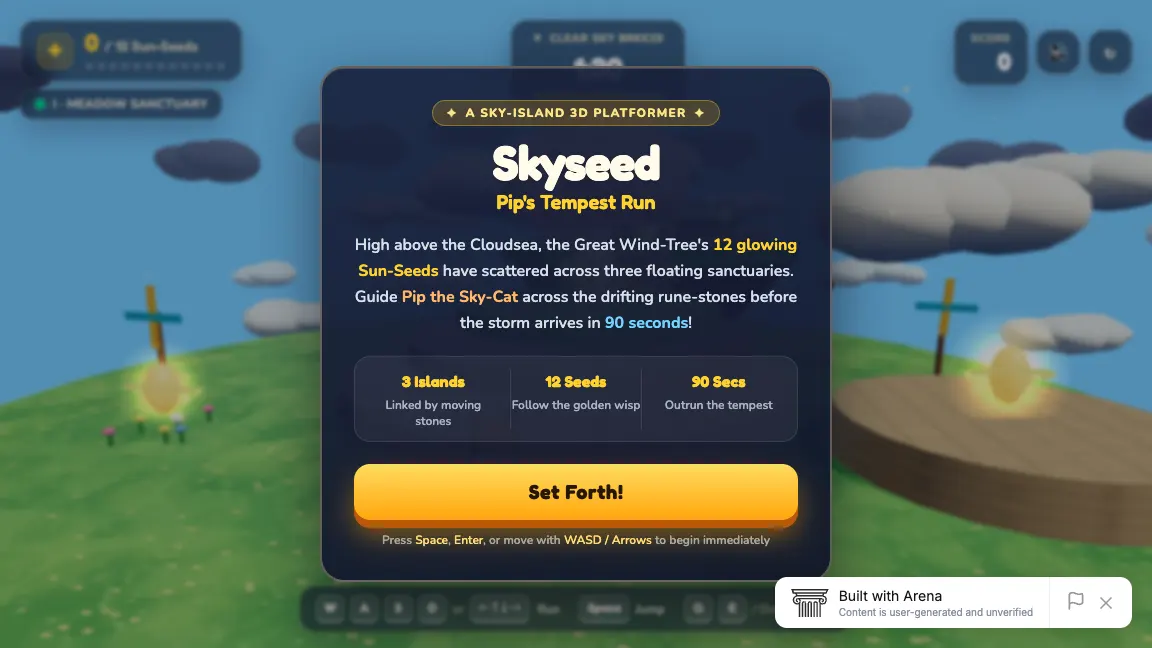 0 / 12 Sun-Seeds
CLEAR SKY BREEZE
SCORE
0
I · MEADOW SANCTUARY
✦ A SKY-ISLAND 3D PLATFORMER ✦
Skyseed
Pip's Tempest Run
High above the Cloudsea, the Great Wind-Tree's 12 glowing
Sun-Seeds have scattered across three floating sanctuaries.
Guide Pip the Sky-Cat across the drifting rune-stones before
the storm arrives in 90 seconds!
3 Islands
Linked by moving
stones
12 Seeds
Follow the golden wisp
90 Secs
Outrun the tempest
Set Forth!
Press Space, Enter, or move with WASD / Arrows to begin immediately
W A S D or Run Space Jump Q E
Built with Arena
Content is user-generated and unverified